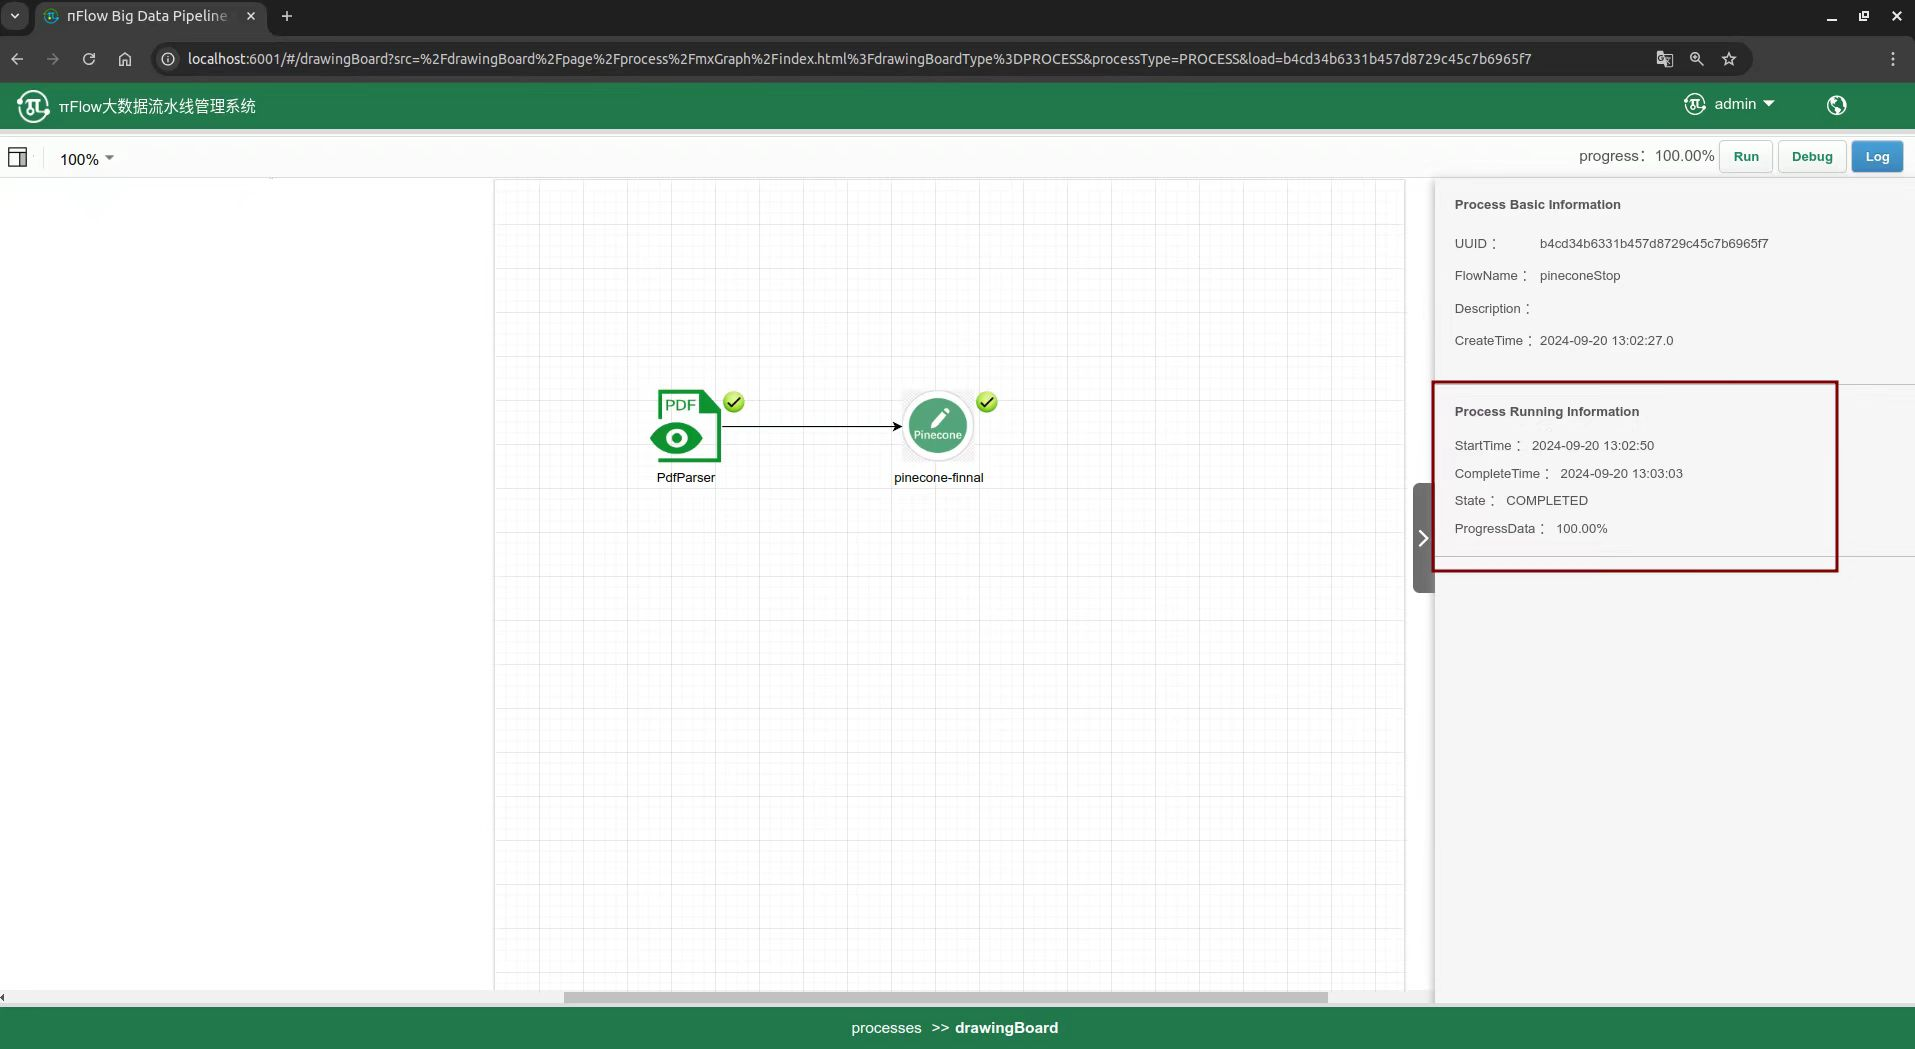 πFlow Big Data Pipeline
localhost:6001/#/drawingBoard?src=%2FdrawingBoard%2Fpage%2Fprocess%2FmxGraph%2Findex.html%3FdrawingBoardType%3DPROCESS&processType=PROCESS&load=b4cd34b6331b457d8729c45c7b6965f7
πFlow大数据流水线管理系统
admin
100%
progress：100.00%
Run
Debug
Log
Process Basic Information
UUID： b4cd34b6331b457d8729c45c7b6965f7
FlowName： pineconeStop
Description：
CreateTime： 2024-09-20 13:02:27.0
PDF
Pinecone
PdfParser
pinecone-finnal
Process Running Information
StartTime： 2024-09-20 13:02:50
CompleteTime： 2024-09-20 13:03:03
State： COMPLETED
ProgressData： 100.00%
processes >> drawingBoard